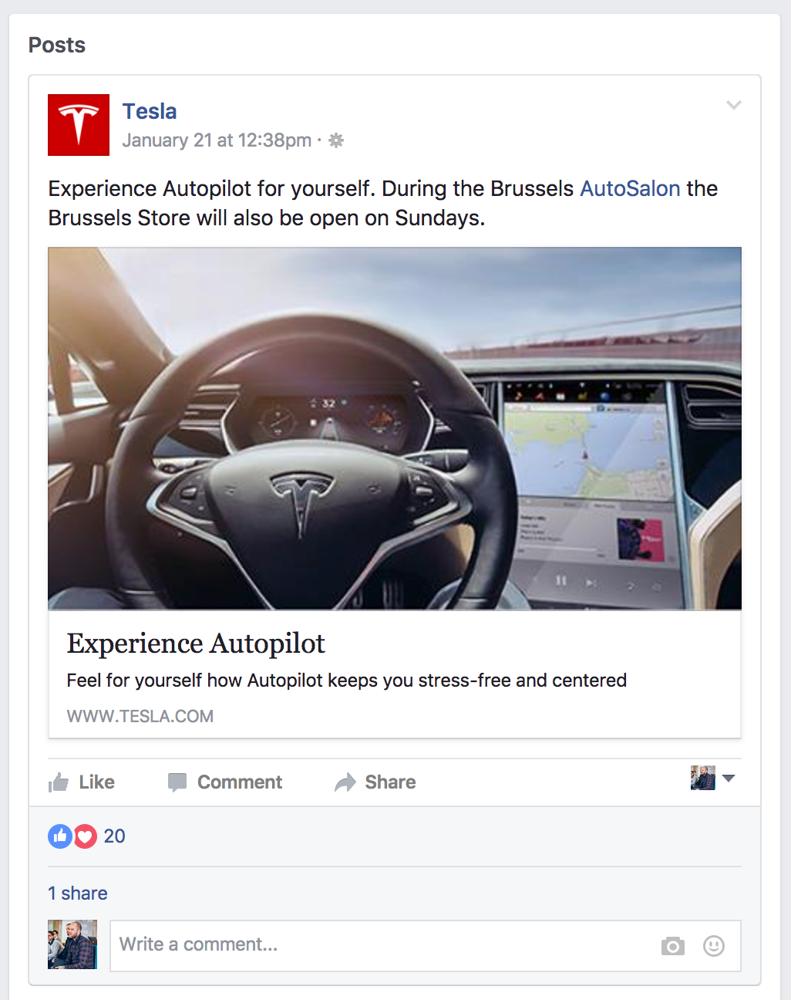 Posts
Tesla
January 21 at 12:38pm ·
Experience Autopilot for yourself. During the Brussels AutoSalon the
Brussels Store will also be open on Sundays.
32
Experience Autopilot
Feel for yourself how Autopilot keeps you stress-free and centered
WWW.TESLA.COM
Like Comment Share
20
1 share
Write a comment...